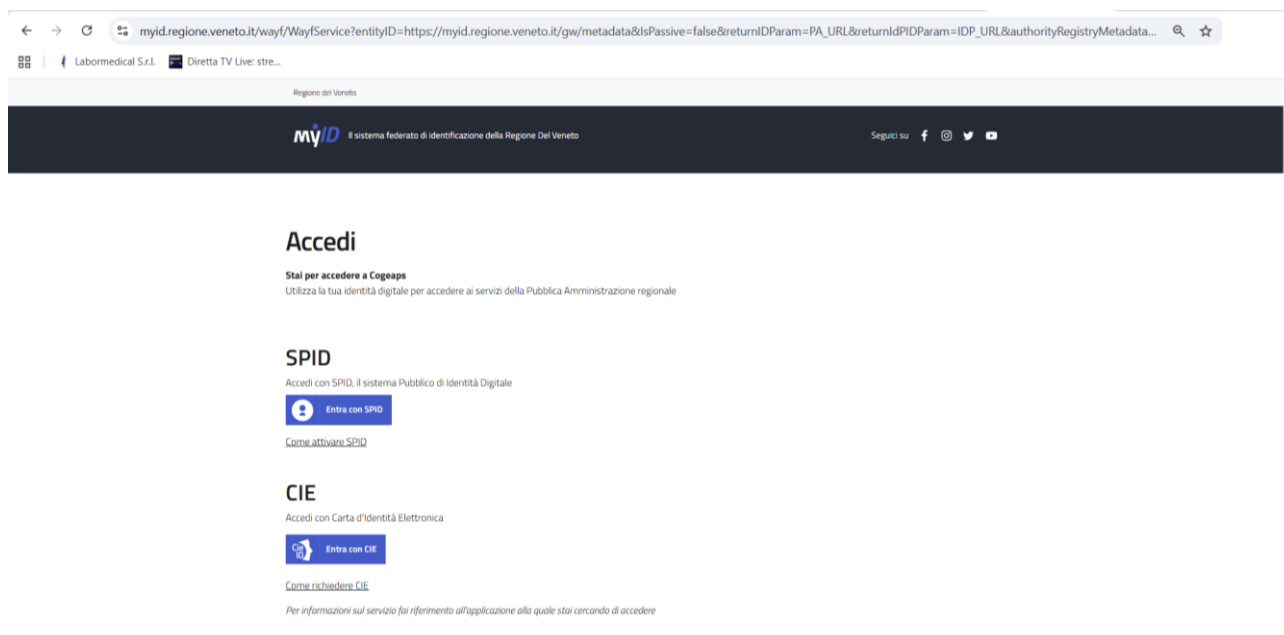 myid.regione.veneto.it/wayf/WayfService?entityID=https://myid.regione.veneto.it/gw/metadata&IsPassive=false&returnIDParam=PA_URL&returnIdPIDParam=IDP_URL&authorityRegistryMetadata...
Labormedical S.r.l. Diretta TV Live: stre...
Regione del Veneto
MyID Il sistema federato di identificazione della Regione Del Veneto Seguici su
Accedi
Stai per accedere a Cogeaps
Utilizza la tua identità digitale per accedere ai servizi della Pubblica Amministrazione regionale
SPID
Accedi con SPID, il sistema Pubblico di Identità Digitale
Entra con SPID
Come attivare SPID
CIE
Accedi con Carta d'Identità Elettronica
Cie ID Entra con CIE
Come richiedere CIE
Per informazioni sul servizio fai riferimento all'applicazione alla quale stai cercando di accedere